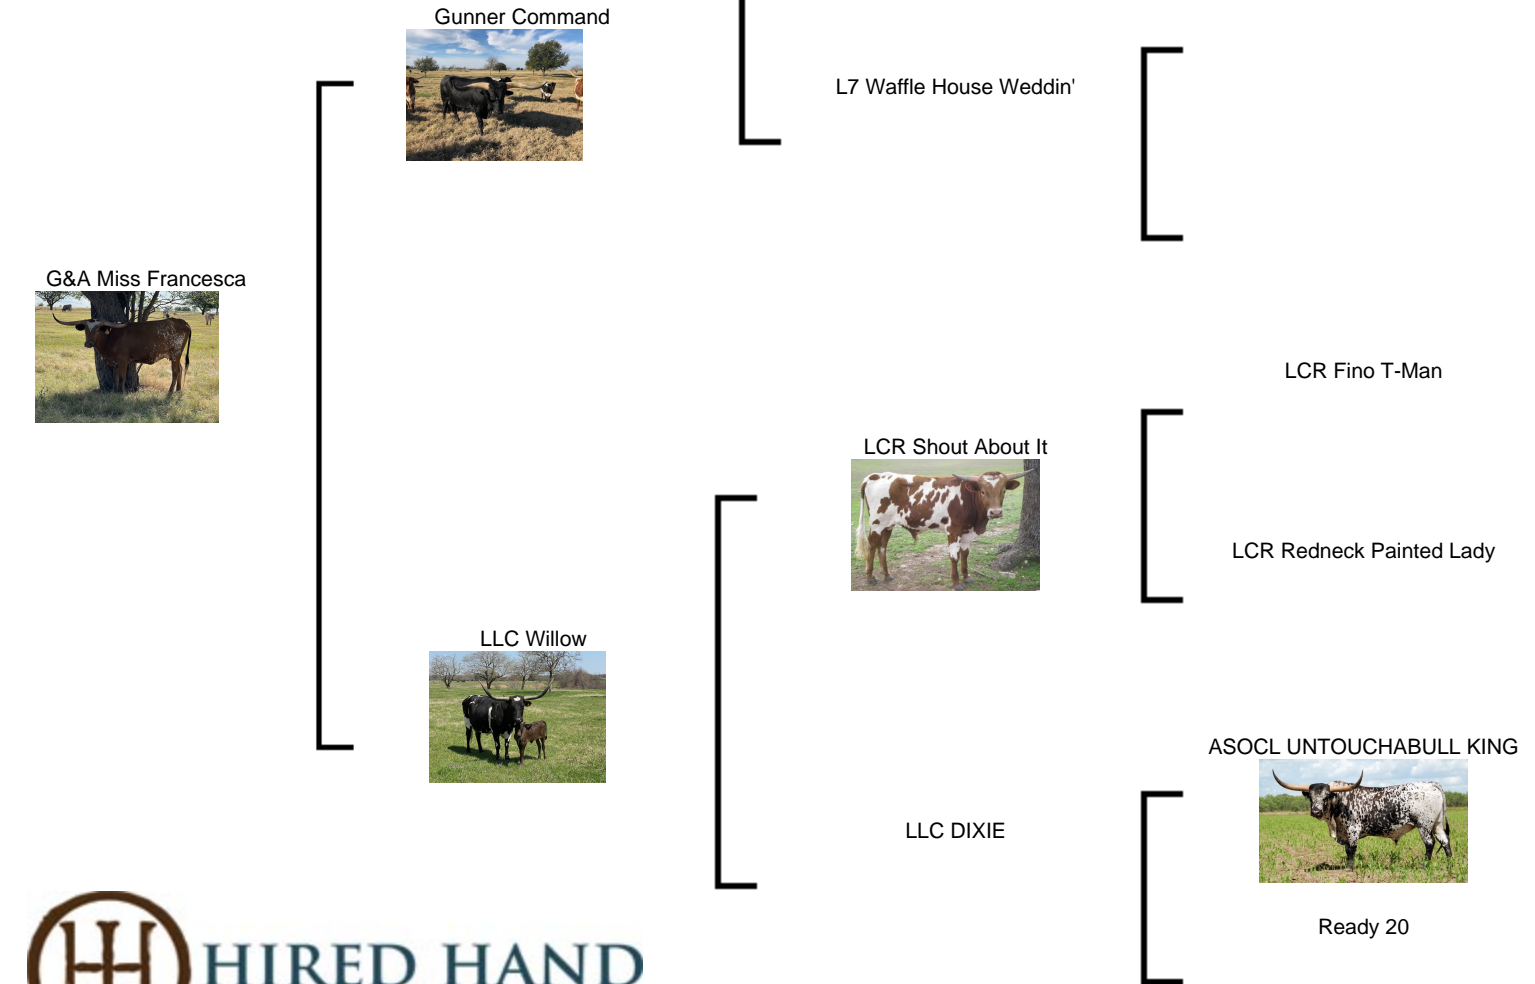 Gunner Command
L7 Waffle House Weddin'
G&A Miss Francesca
LCR Fino T-Man
LCR Shout About It
LCR Redneck Painted Lady
LLC Willow
ASOCL UNTOUCHABULL KING
LLC DIXIE
Ready 20
HIRED HAND